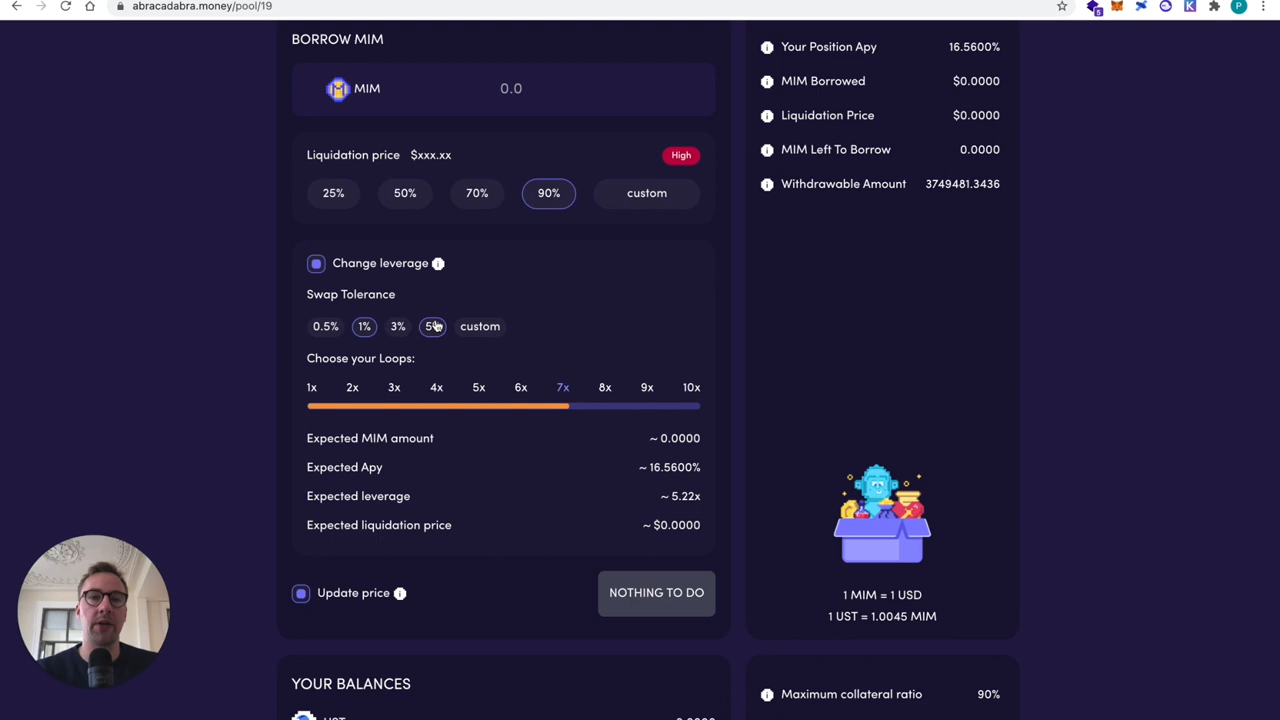 abracadabra.money/pool/19
5
K
P
BORROW MIM
MIM 0.0
Liquidation price $xxx.xx High
25% 50% 70% 90% custom
Change leverage i
Swap Tolerance
0.5% 1% 3% 5% custom
Choose your Loops:
1x 2x 3x 4x 5x 6x 7x 8x 9x 10x
Expected MIM amount ~ 0.0000
Expected Apy ~ 16.5600%
Expected leverage ~ 5.22x
Expected liquidation price ~ $0.0000
Update price i NOTHING TO DO
YOUR BALANCES
i Your Position Apy 16.5600%
i MIM Borrowed $0.0000
i Liquidation Price $0.0000
i MIM Left To Borrow 0.0000
i Withdrawable Amount 3749481.3436
1 MIM = 1 USD
1 UST = 1.0045 MIM
i Maximum collateral ratio 90%